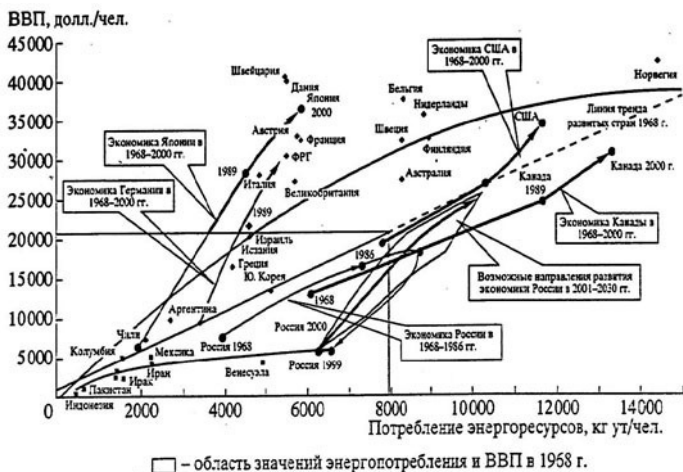 ВВП, долл./чел.
45000
40000
35000
30000
25000
20000
15000
10000
5000
0
2000
4000
6000
8000
10000
12000
14000
Швейцария
Дания
Япония
2000
Австрия
Франция
1989
ФРГ
Италия
Великобритания
1989
Израиль
Испания
Греция
Ю. Корея
Аргентина
Чили
Колумбия
Мексика
Иран
Ирак
Пакистан
Индонезия
Венесуэла
Бельгия
Нидерланды
Швеция
Финляндия
Австралия
Норвегия
США
Канада
1989
Канада 2000 г.
1986
1968
Россия 1968
Россия 2000
Россия 1999
Экономика Японии в
1968–2000 гг.
Экономика Германии в
1968–2000 гг.
Экономика США в
1968–2000 гг.
Линия тренда
развитых стран 1968 г.
Экономика Канады в
1968–2000 гг.
Возможные направления развития
экономики России в 2001–2030 гг.
Экономика России в
1968–1986 гг.
Потребление энергоресурсов, кг ут/чел.
– область значений энергопотребления и ВВП в 1968 г.